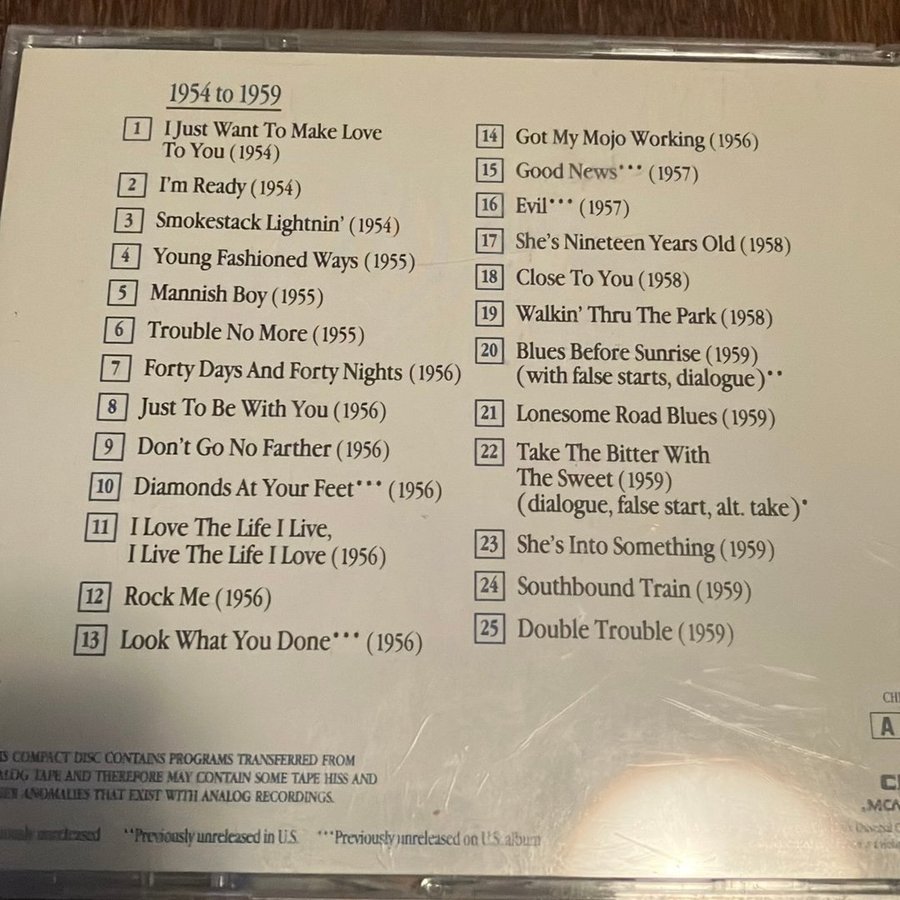 1954 to 1959
1 I Just Want To Make Love
To You (1954)
2 I'm Ready (1954)
3 Smokestack Lightnin' (1954)
4 Young Fashioned Ways (1955)
5 Mannish Boy (1955)
6 Trouble No More (1955)
7 Forty Days And Forty Nights (1956)
8 Just To Be With You (1956)
9 Don't Go No Farther (1956)
10 Diamonds At Your Feet*** (1956)
11 I Love The Life I Live,
I Live The Life I Love (1956)
12 Rock Me (1956)
13 Look What You Done*** (1956)
14 Got My Mojo Working (1956)
15 Good News*** (1957)
16 Evil*** (1957)
17 She's Nineteen Years Old (1958)
18 Close To You (1958)
19 Walkin' Thru The Park (1958)
20 Blues Before Sunrise (1959)
(with false starts, dialogue)**
21 Lonesome Road Blues (1959)
22 Take The Bitter With
The Sweet (1959)
(dialogue, false start, alt. take)*
23 She's Into Something (1959)
24 Southbound Train (1959)
25 Double Trouble (1959)
COMPACT DISC CONTAINS PROGRAMS TRANSFERRED FROM
TAPE AND THEREFORE MAY CONTAIN SOME TAPE HISS AND
ANOMALIES THAT EXIST WITH ANALOG RECORDINGS.
unreleased **Previously unreleased in U.S. ***Previously unreleased on U.S. album
A
MCA